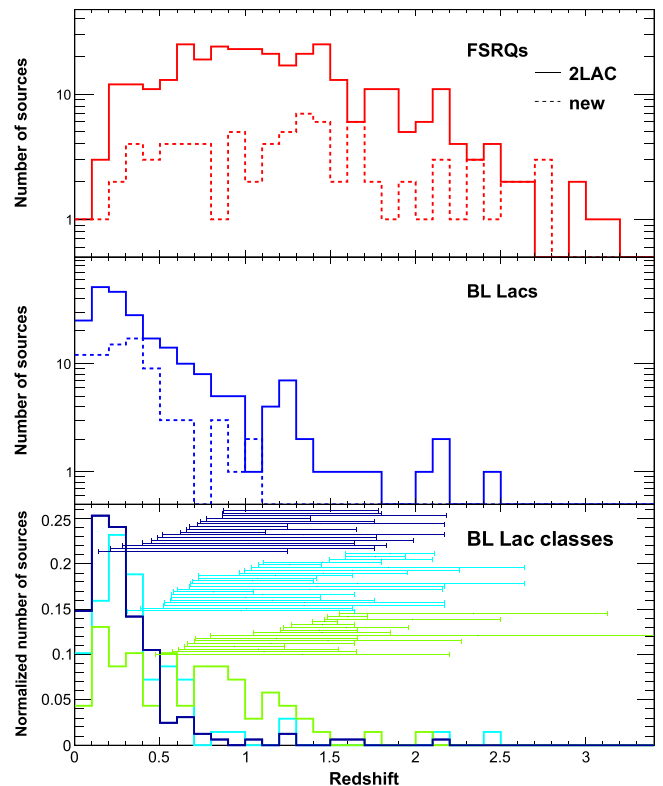 FSRQs
2LAC
new
Number of sources
10
1
BL Lacs
Number of sources
10
1
BL Lac classes
Normalized number of sources
0.25
0.2
0.15
0.1
0.05
0
0 0.5 1 1.5 2 2.5 3
Redshift